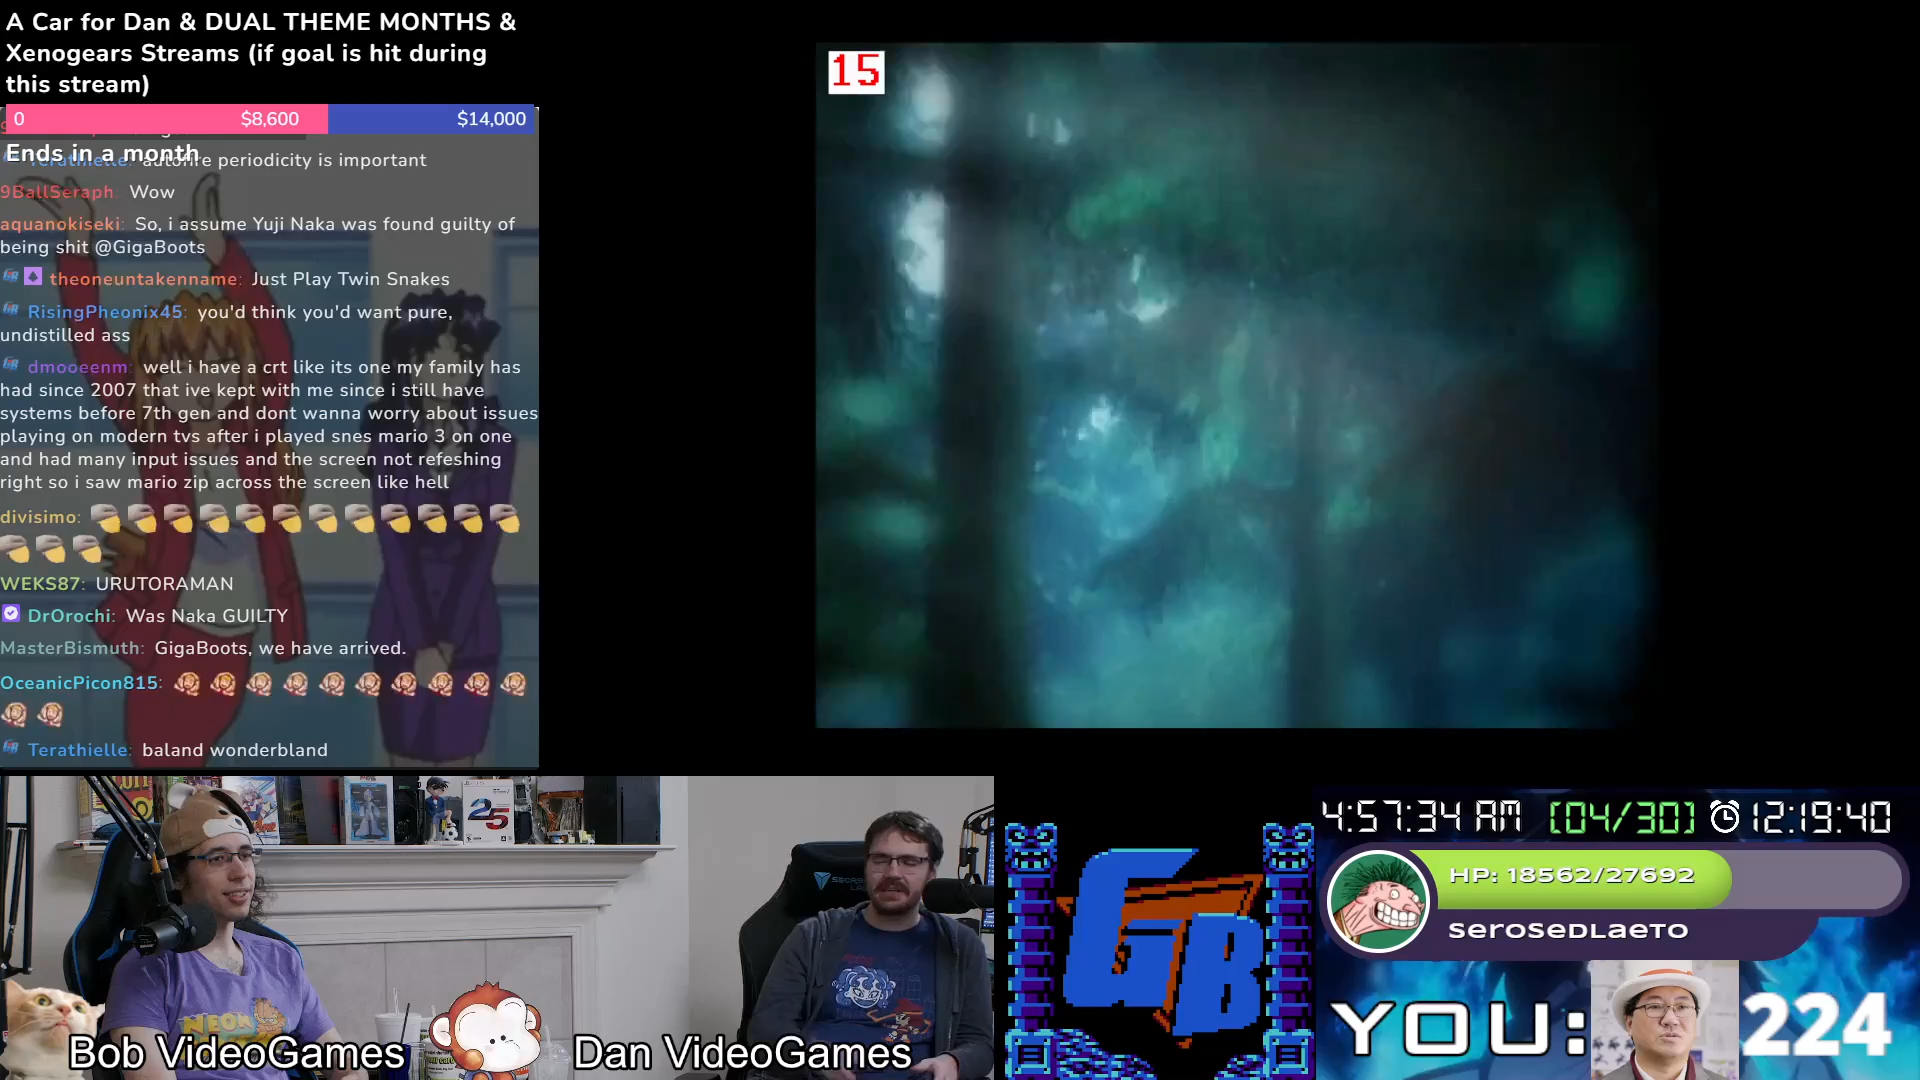 A Car for Dan & DUAL THEME MONTHS &
Xenogears Streams (if goal is hit during
this stream)
0 $8,600 $14,000
Ends in a month
Terathielle: autofire periodicity is important
9BallSeraph: Wow
aquanokiseki: So, i assume Yuji Naka was found guilty of
being shit @GigaBoots
theoneuntakenname: Just Play Twin Snakes
RisingPheonix45: you'd think you'd want pure,
undistilled ass
dmooeenm: well i have a crt like its one my family has
had since 2007 that ive kept with me since i still have
systems before 7th gen and dont wanna worry about issues
playing on modern tvs after i played snes mario 3 on one
and had many input issues and the screen not refeshing
right so i saw mario zip across the screen like hell
divisimo:
WEKS87: URUTORAMAN
DrOrochi: Was Naka GUILTY
MasterBismuth: GigaBoots, we have arrived.
OceanicPicon815:
Terathielle: baland wonderbland
15
25
NEON
Bob VideoGames
Dan VideoGames
GB
4:57:34 AM [04/30] 12:19:40
HP: 18562/27692
SeroSedLaeto
YOU: 224